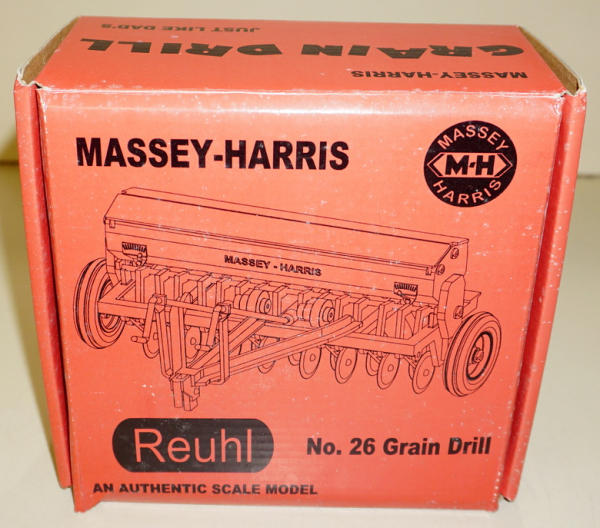 JUST LIKE DAD'S
GRAIN DRILL
MASSEY-HARRIS
MASSEY-HARRIS
MASSEY
M-H
HARRIS
MASSEY - HARRIS
Reuhl
No. 26 Grain Drill
AN AUTHENTIC SCALE MODEL